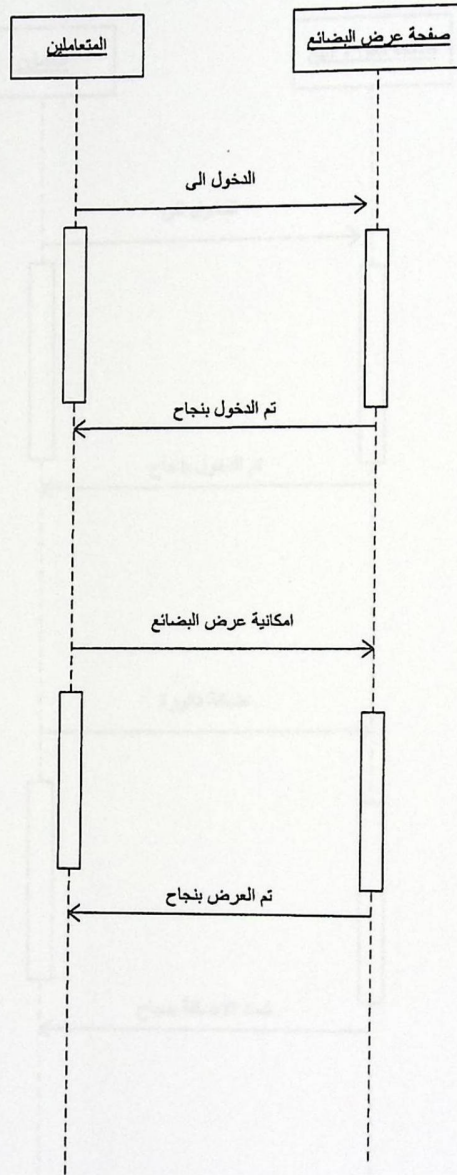 صفحة عرض البضائع
المتعاملين
الدخول الى
تم الدخول بنجاح
امكانية عرض البضائع
تم العرض بنجاح